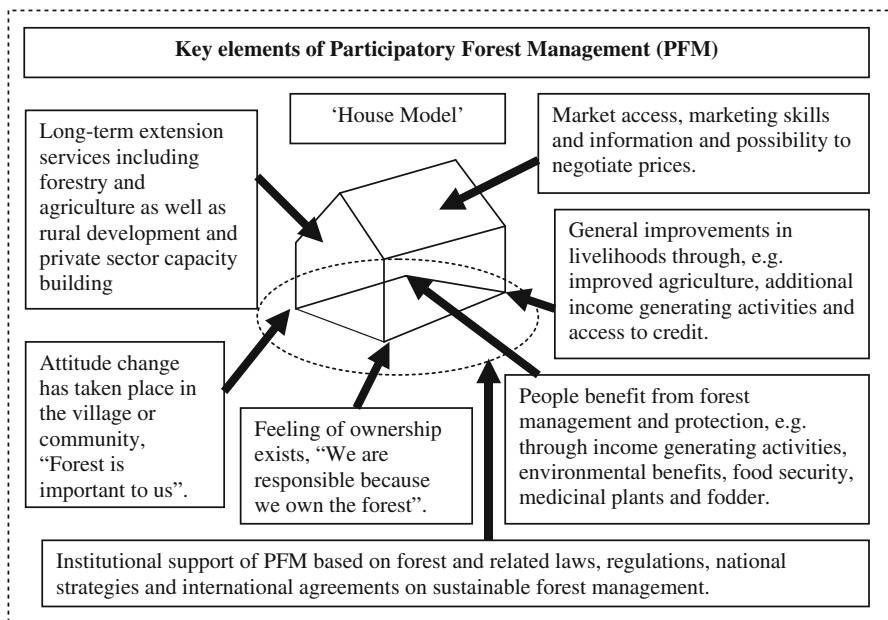 Key elements of Participatory Forest Management (PFM)
‘House Model’
Long-term extension
services including
forestry and
agriculture as well as
rural development and
private sector capacity
building
Market access, marketing skills
and information and possibility to
negotiate prices.
General improvements in
livelihoods through, e.g.
improved agriculture, additional
income generating activities and
access to credit.
Attitude change
has taken place in
the village or
community,
“Forest is
important to us”.
Feeling of ownership
exists, “We are
responsible because
we own the forest”.
People benefit from forest
management and protection, e.g.
through income generating activities,
environmental benefits, food security,
medicinal plants and fodder.
Institutional support of PFM based on forest and related laws, regulations, national
strategies and international agreements on sustainable forest management.